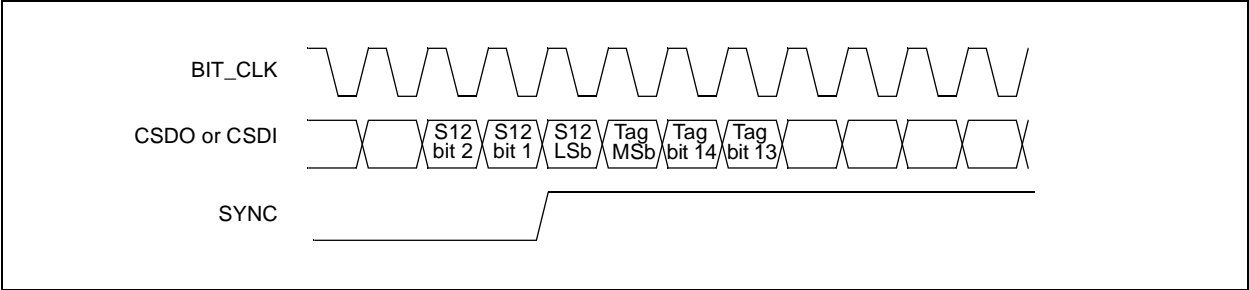 BIT_CLK
CSDO or CSDI
S12 S12 S12 Tag Tag Tag
bit 2 bit 1 LSb MSb bit 14 bit 13
SYNC